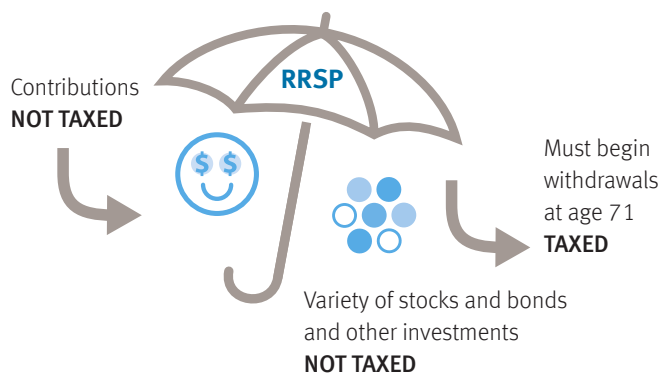 RRSP
Contributions
NOT TAXED
$ $
Must begin
withdrawals
at age 71
TAXED
Variety of stocks and bonds
and other investments
NOT TAXED